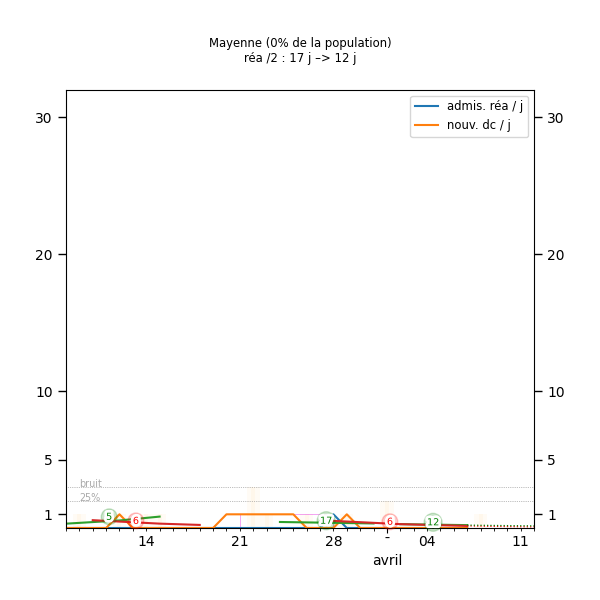 Mayenne (0% de la population)
réa /2 : 17 j –> 12 j
admis. réa / j
nouv. dc / j
30 30
20 20
10 10
5 5
bruit
25%
1 1
5 6 17 6 12
14 21 28 - 04 11
avril